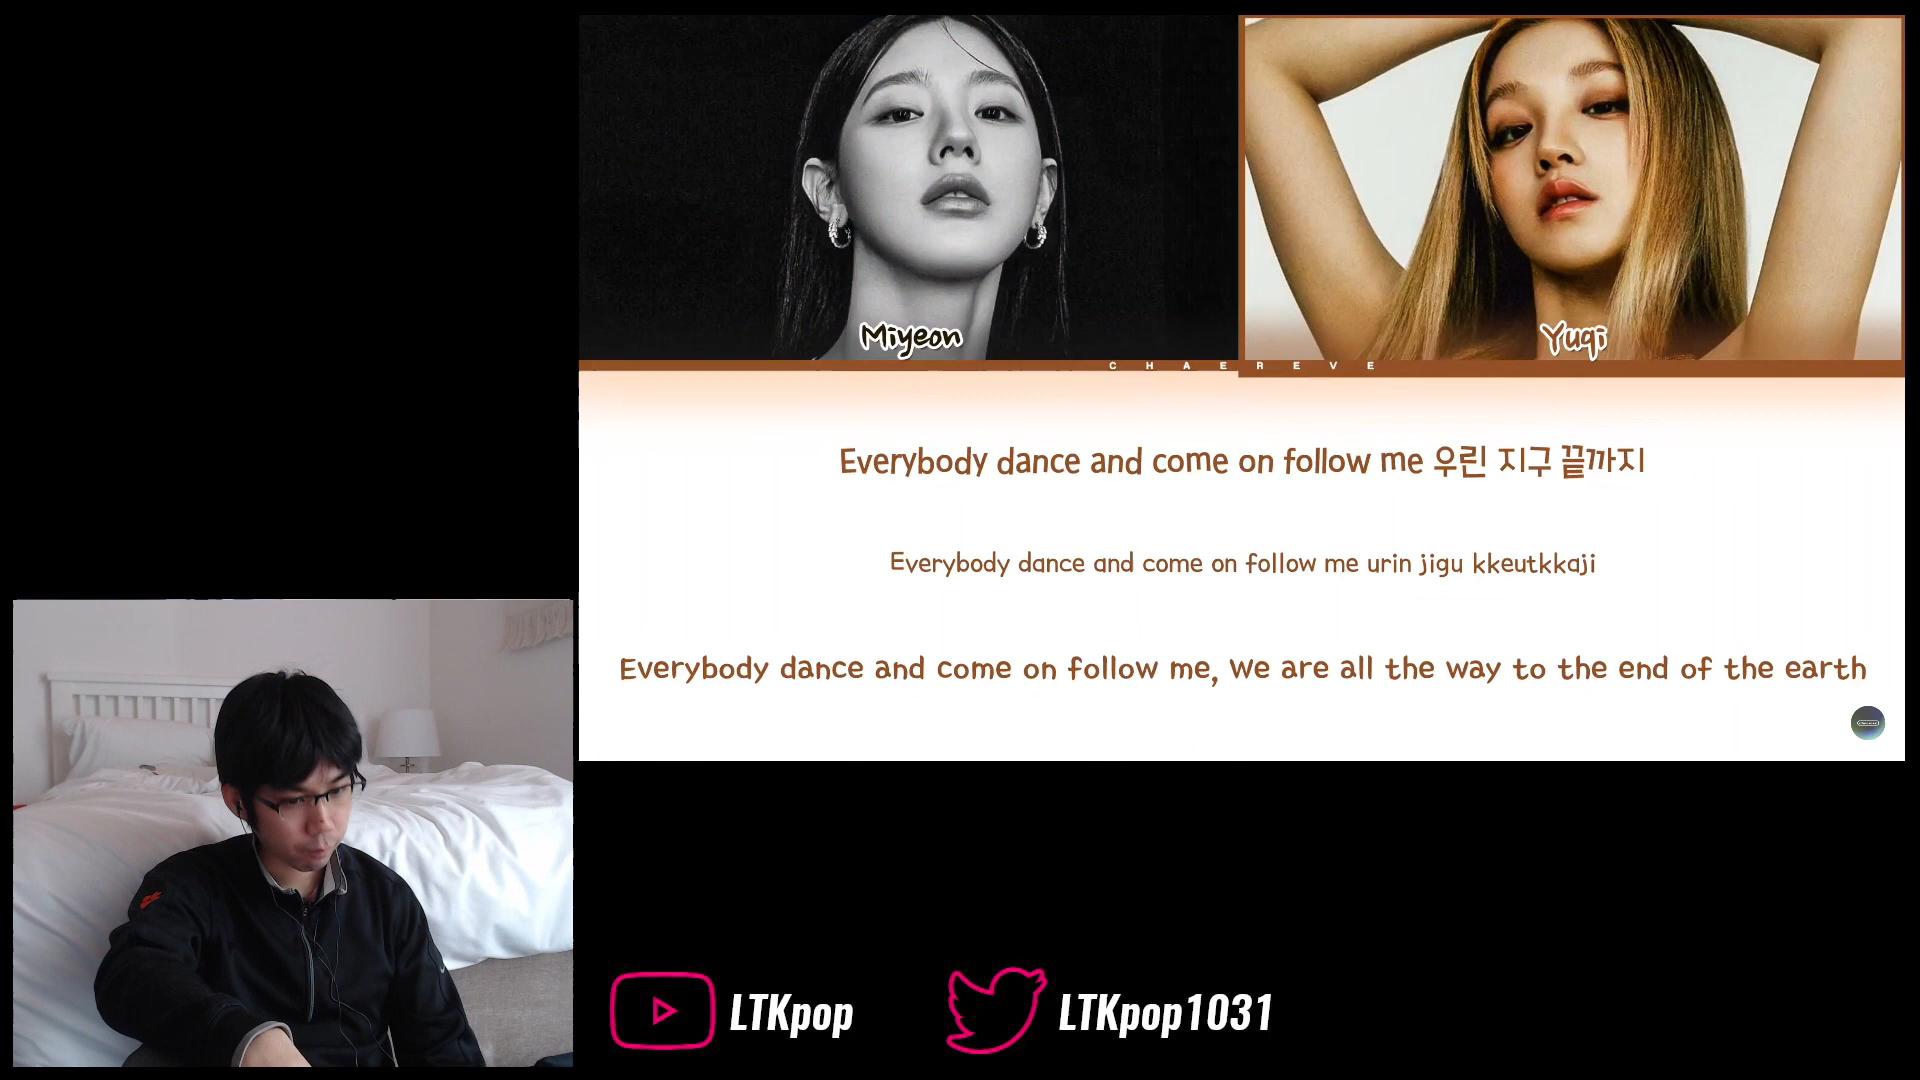 Miyeon
Yuqi
CHAEREVE
Everybody dance and come on follow me 우린 지구 끝까지
Everybody dance and come on follow me urin jigu kkeutkkaji
Everybody dance and come on follow me, We are all the way to the end of the earth
LTKpop
LTKpop1031